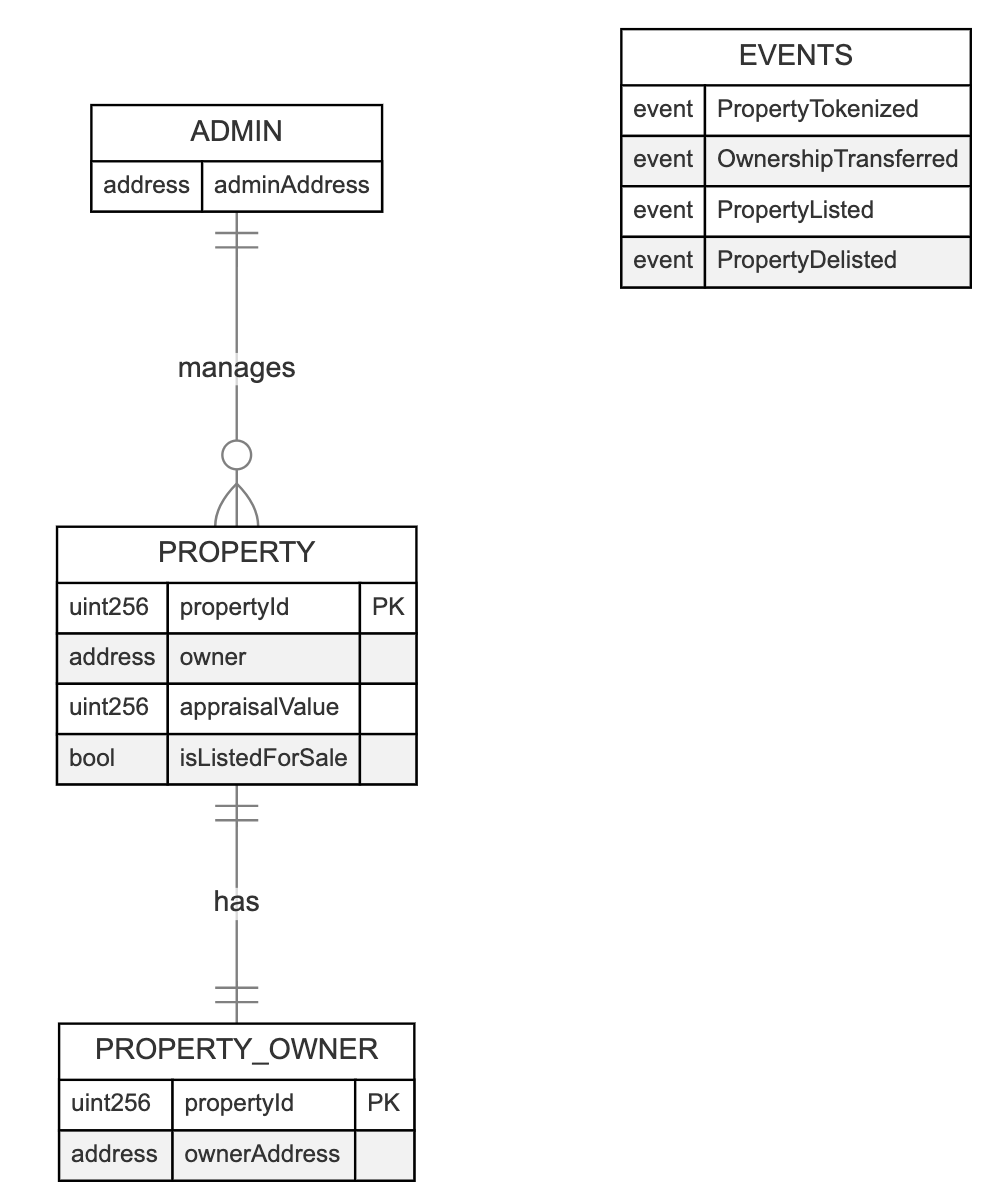 EVENTS
event PropertyTokenized
event OwnershipTransferred
event PropertyListed
event PropertyDelisted
ADMIN
address adminAddress
manages
PROPERTY
uint256 propertyId PK
address owner
uint256 appraisalValue
bool isListedForSale
has
PROPERTY_OWNER
uint256 propertyId PK
address ownerAddress